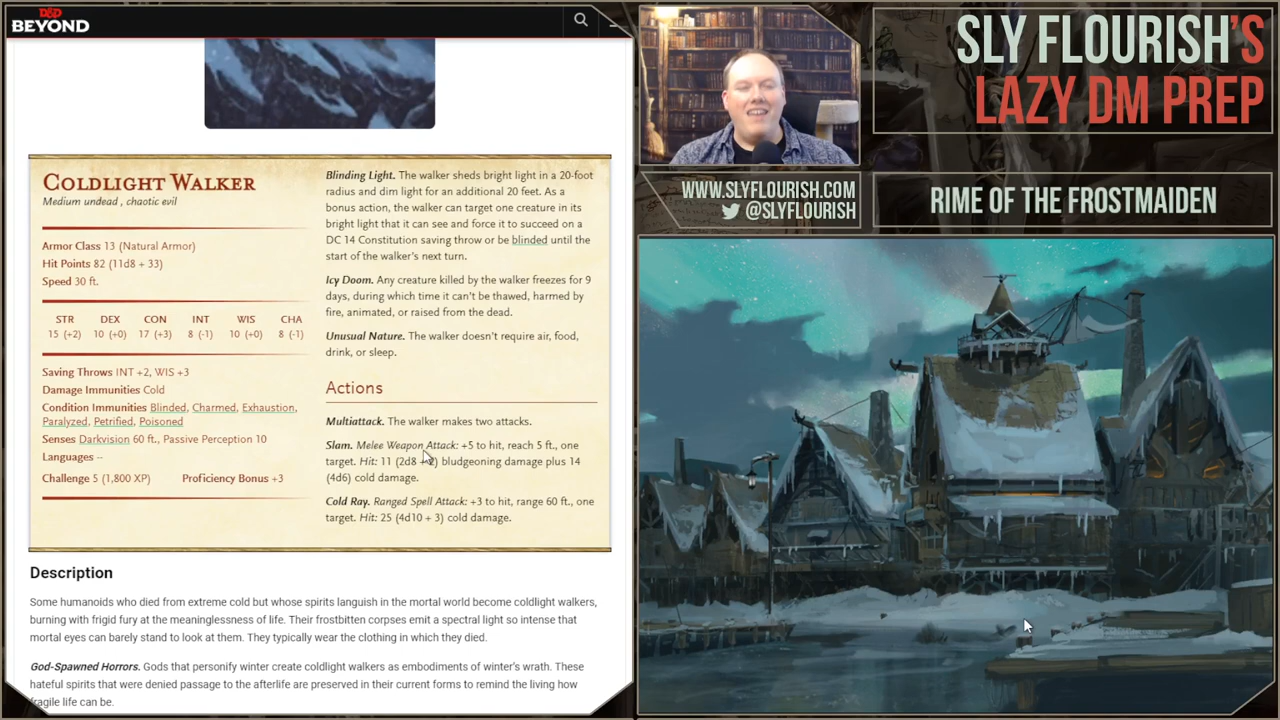 D&D
BEYOND
COLDLIGHT WALKER
Medium undead , chaotic evil
Armor Class 13 (Natural Armor)
Hit Points 82 (11d8 + 33)
Speed 30 ft.
STR DEX CON INT WIS CHA
15 (+2) 10 (+0) 17 (+3) 8 (-1) 10 (+0) 8 (-1)
Saving Throws INT +2, WIS +3
Damage Immunities Cold
Condition Immunities Blinded, Charmed, Exhaustion,
Paralyzed, Petrified, Poisoned
Senses Darkvision 60 ft., Passive Perception 10
Languages --
Challenge 5 (1,800 XP) Proficiency Bonus +3
Blinding Light. The walker sheds bright light in a 20-foot
radius and dim light for an additional 20 feet. As a
bonus action, the walker can target one creature in its
bright light that it can see and force it to succeed on a
DC 14 Constitution saving throw or be blinded until the
start of the walker's next turn.
Icy Doom. Any creature killed by the walker freezes for 9
days, during which time it can't be thawed, harmed by
fire, animated, or raised from the dead.
Unusual Nature. The walker doesn't require air, food,
drink, or sleep.
Actions
Multiattack. The walker makes two attacks.
Slam. Melee Weapon Attack: +5 to hit, reach 5 ft., one
target. Hit: 11 (2d8 + 2) bludgeoning damage plus 14
(4d6) cold damage.
Cold Ray. Ranged Spell Attack: +3 to hit, range 60 ft., one
target. Hit: 25 (4d10 + 3) cold damage.
Description
Some humanoids who died from extreme cold but whose spirits languish in the mortal world become coldlight walkers,
burning with frigid fury at the meaninglessness of life. Their frostbitten corpses emit a spectral light so intense that
mortal eyes can barely stand to look at them. They typically wear the clothing in which they died.
God-Spawned Horrors. Gods that personify winter create coldlight walkers as embodiments of winter's wrath. These
hateful spirits that were denied passage to the afterlife are preserved in their current forms to remind the living how
fragile life can be.
SLY FLOURISH'S
LAZY DM PREP
WWW.SLYFLOURISH.COM
@SLYFLOURISH
RIME OF THE FROSTMAIDEN